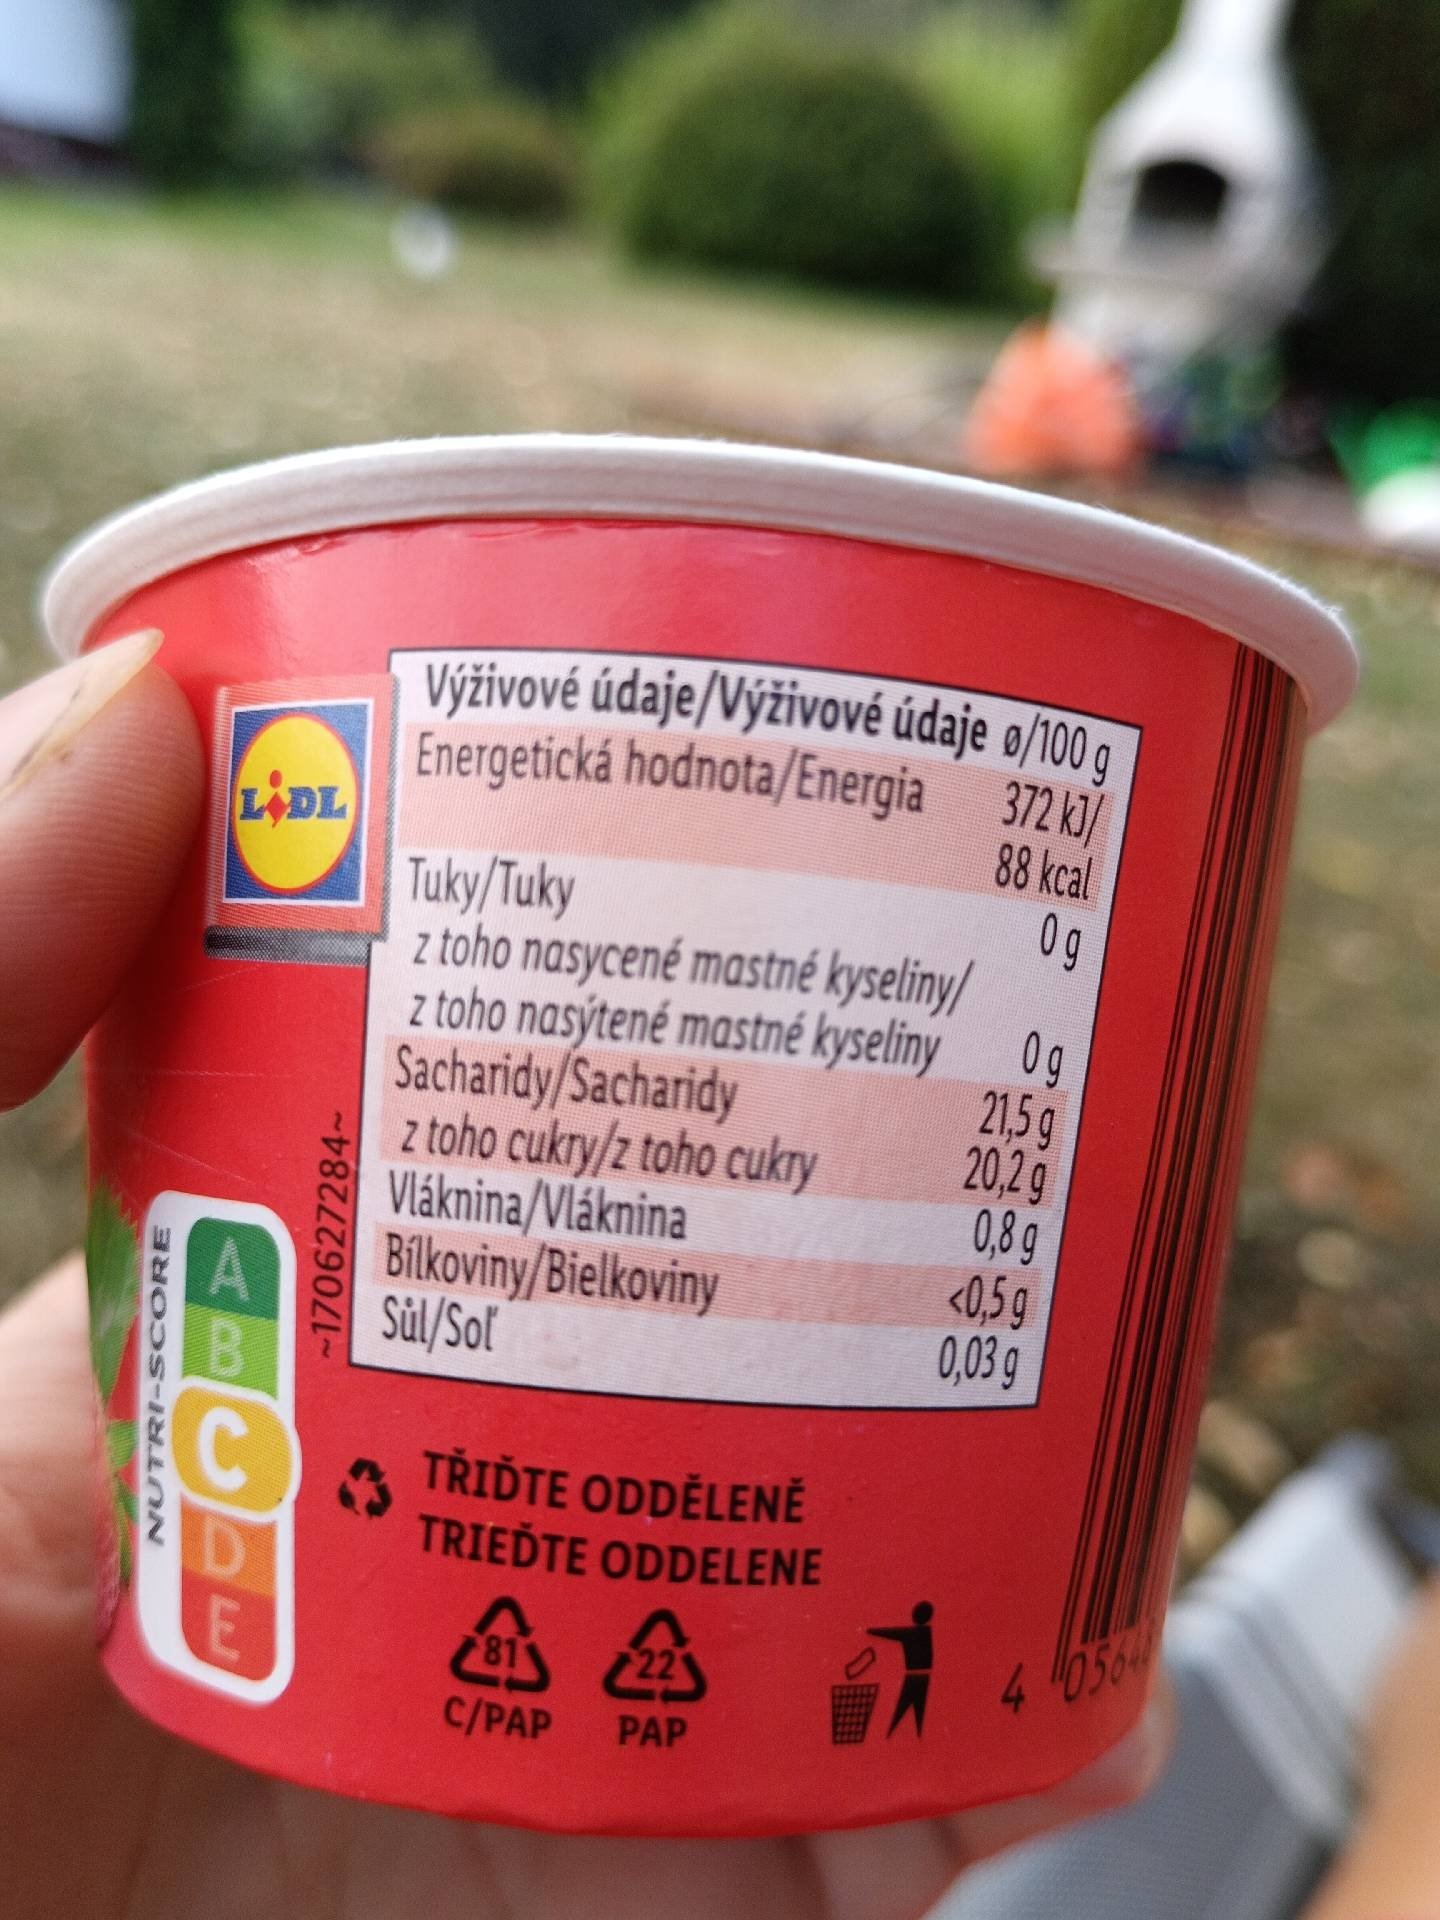 Výživové údaje/Výživové údaje ø/100 g
Energetická hodnota/Energia 372 kJ/
88 kcal
Tuky/Tuky 0 g
z toho nasycené mastné kyseliny/
z toho nasýtené mastné kyseliny 0 g
Sacharidy/Sacharidy 21,5 g
z toho cukry/z toho cukry 20,2 g
Vláknina/Vláknina 0,8 g
Bílkoviny/Bielkoviny <0,5 g
Sůl/Soľ 0,03 g
LIDL
~170627284~
NUTRI-SCORE
A
B
C
D
E
TŘIĎTE ODDĚLENĚ
TRIEĎTE ODDELENE
81
C/PAP
22
PAP
4